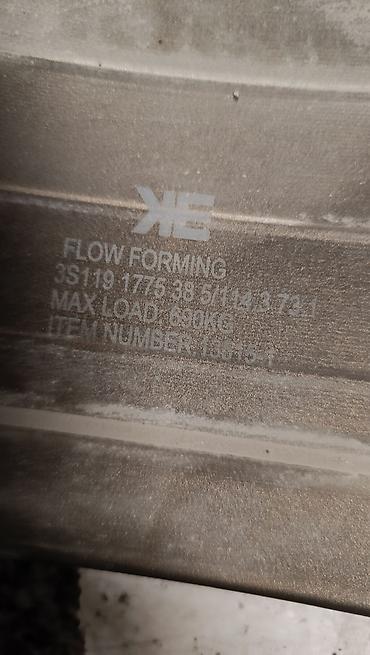 FLOW FORMING
3S119 1775 38 5/114.3 73.1
MAX LOAD: 690KG
ITEM NUMBER: